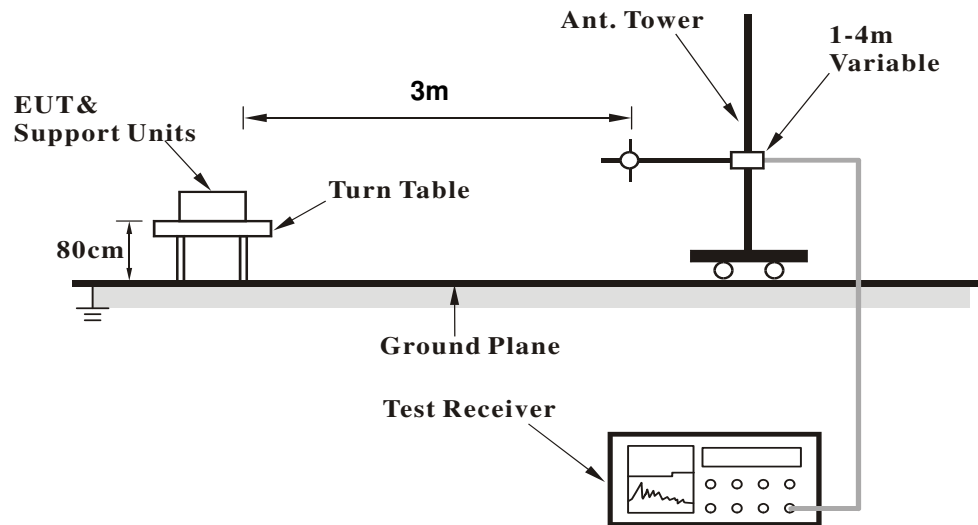 Ant. Tower
1-4m
Variable
3m
EUT&
Support Units
Turn Table
80cm
Ground Plane
Test Receiver